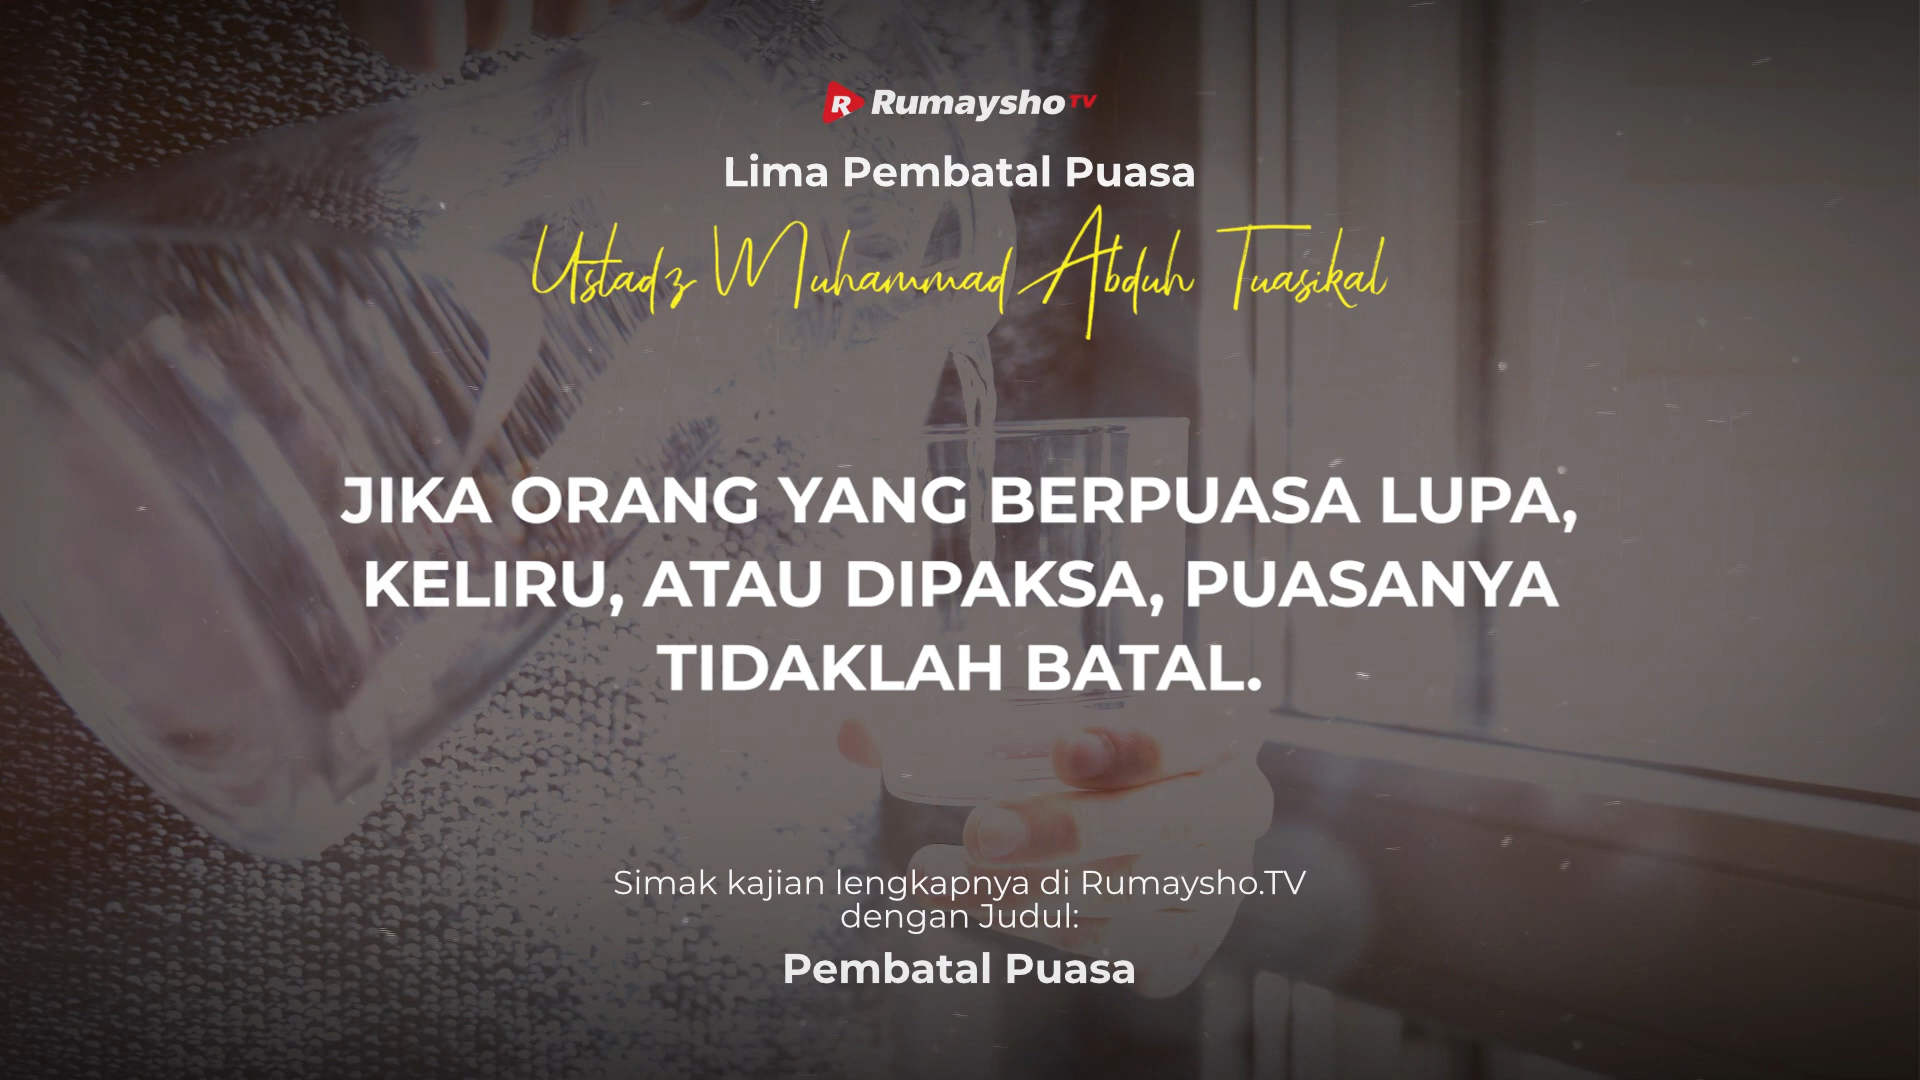 R Rumaysho TV
Lima Pembatal Puasa
Ustadz Muhammad Abduh Tuasikal
JIKA ORANG YANG BERPUASA LUPA,
KELIRU, ATAU DIPAKSA, PUASANYA
TIDAKLAH BATAL.
Simak kajian lengkapnya di Rumaysho.TV
dengan Judul:
Pembatal Puasa